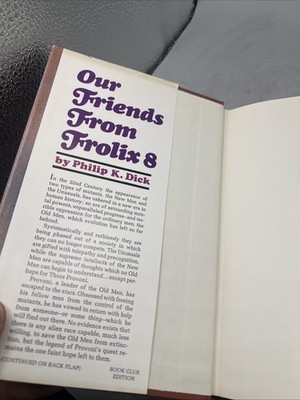 Our
Friends
From
Frolix 8
by Philip K. Dick
In the 22nd Century the appearance of
two types of mutants, the New Men and
the Unusuals, has ushered in a new era in
human history: an era of astounding mental
powers, unparalleled progress—and ter-
rible oppression for the ordinary men, the
Old Men, which evolution has left so far
behind.
Systematically and ruthlessly they are
being phased out of a society in which
they can no longer compete. The Unusuals
are gifted with telepathy and precognition,
while the supreme intellects of the New
Men are capable of thoughts which no Old
Men can begin to understand...except per-
haps for Thors Provoni.
Provoni, a leader of the Old Men, has
escaped to the stars. Obsessed with freeing
his fellow men from the control of the
mutants, he has vowed to return with help
from someone—or some thing—which he
will find out there. No evidence exists that
there is any alien race capable, much less
willing, to save the Old Men from extinc-
tion, but the legend of Provoni's quest re-
mains the one faint hope left to them.
(CONTINUED ON BACK FLAP)
BOOK CLUB
EDITION